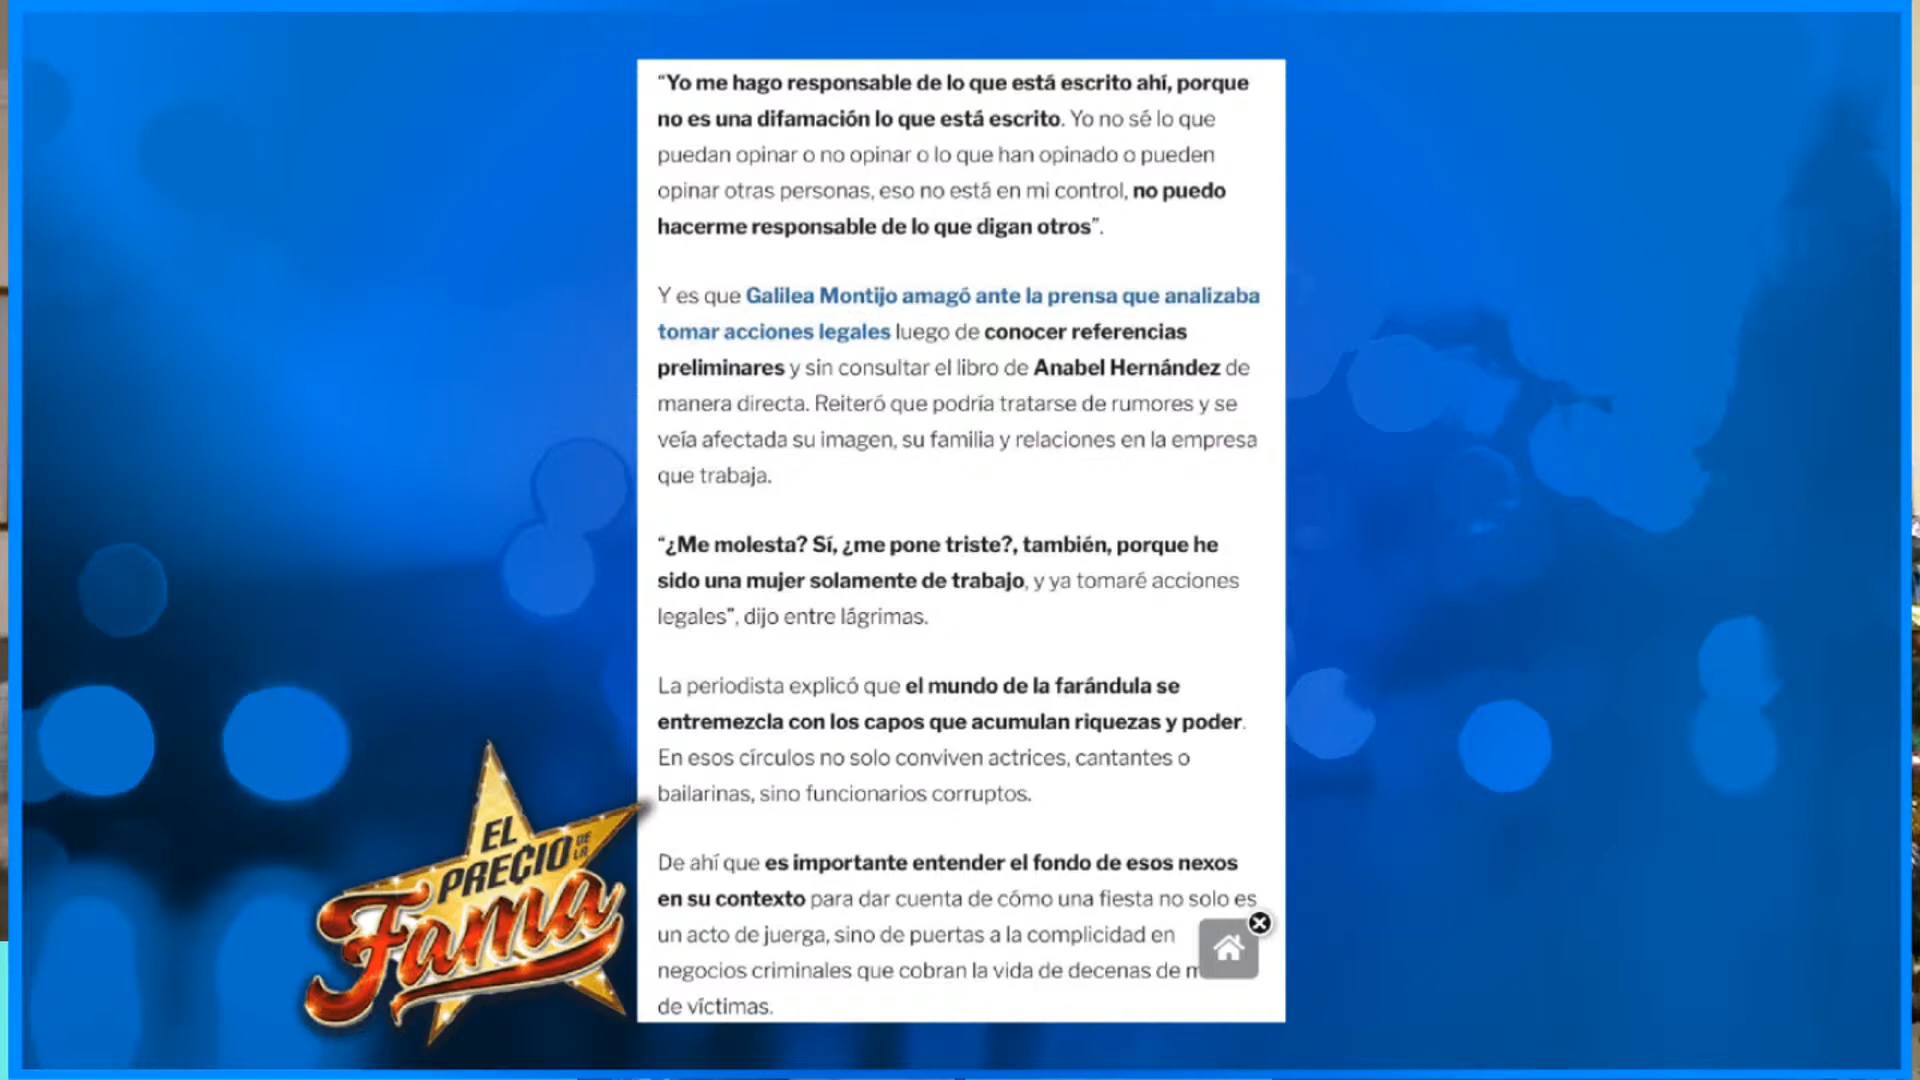 “Yo me hago responsable de lo que está escrito ahí, porque
no es una difamación lo que está escrito. Yo no sé lo que
puedan opinar o no opinar o lo que han opinado o pueden
opinar otras personas, eso no está en mi control, no puedo
hacerme responsable de lo que digan otros”.
Y es que Galilea Montijo amagó ante la prensa que analizaba
tomar acciones legales luego de conocer referencias
preliminares y sin consultar el libro de Anabel Hernández de
manera directa. Reiteró que podría tratarse de rumores y se
veía afectada su imagen, su familia y relaciones en la empresa
que trabaja.
“¿Me molesta? Sí, ¿me pone triste?, también, porque he
sido una mujer solamente de trabajo, y ya tomaré acciones
legales”, dijo entre lágrimas.
La periodista explicó que el mundo de la farándula se
entremezcla con los capos que acumulan riquezas y poder.
En esos círculos no solo conviven actrices, cantantes o
bailarinas, sino funcionarios corruptos.
De ahí que es importante entender el fondo de esos nexos
en su contexto para dar cuenta de cómo una fiesta no solo es
un acto de juerga, sino de puertas a la complicidad en
negocios criminales que cobran la vida de decenas de
de víctimas.
EL
PRECIO DE LA
Fama